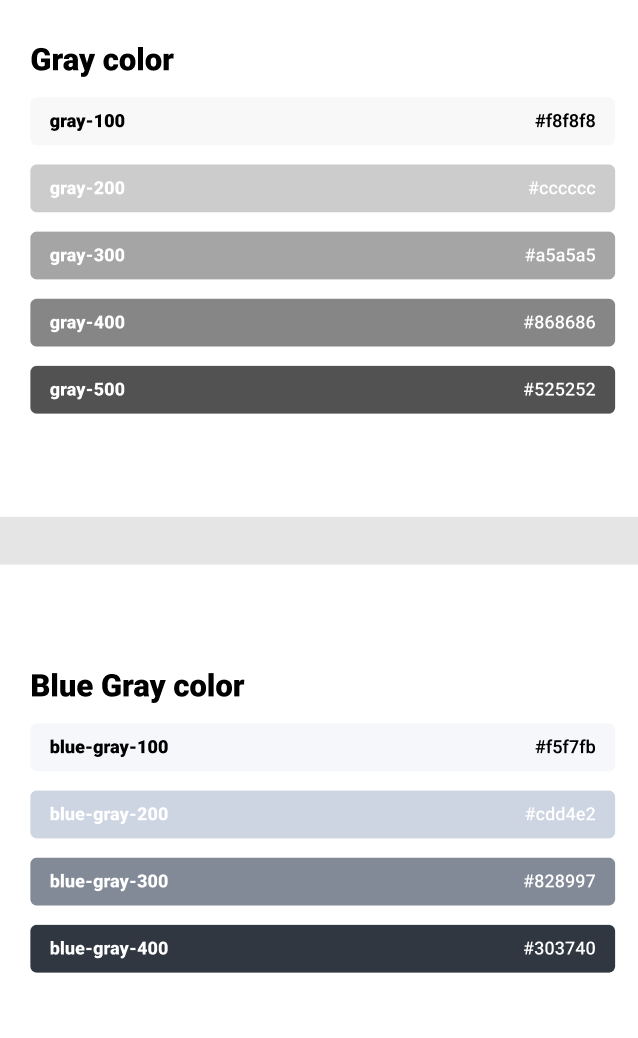 Gray color
gray-100 #f8f8f8
gray-200 #cccccc
gray-300 #a5a5a5
gray-400 #868686
gray-500 #525252
Blue Gray color
blue-gray-100 #f5f7fb
blue-gray-200 #cdd4e2
blue-gray-300 #828997
blue-gray-400 #303740